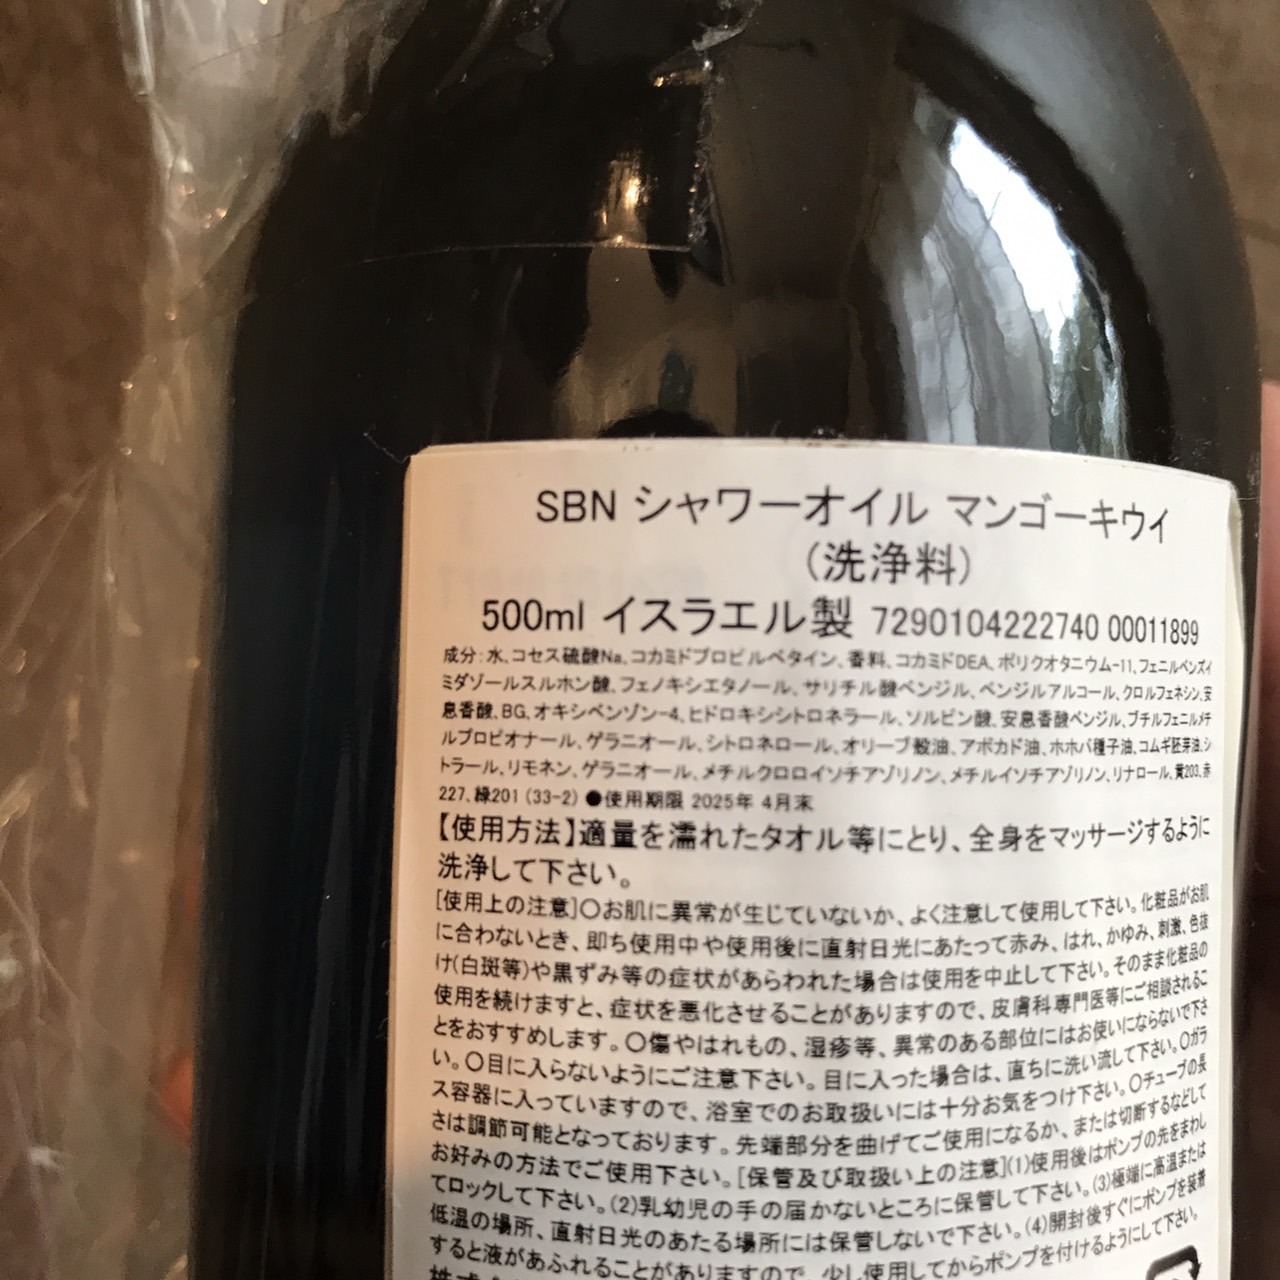 SBN シャワーオイル マンゴーキウイ
(洗浄料)
500ml イスラエル製 7290104222740 00011899
成分:水、コセス硫酸Na、コカミドプロピルベタイン、香料、コカミドDEA、ポリクオタニウム-11、フェニルベンズイ
ミダゾールスルホン酸、フェノキシエタノール、サリチル酸ベンジル、ベンジルアルコール、クロルフェネシン、安
息香酸、BG、オキシベンゾン-4、ヒドロキシシトロネラール、ソルビン酸、安息香酸ベンジル、ブチルフェニルメチ
ルプロピオナール、ゲラニオール、シトロネロール、オリーブ殻油、アボカド油、ホホバ種子油、コムギ胚芽油、シ
トラール、リモネン、ゲラニオール、メチルクロロイソチアゾリノン、メチルイソチアゾリノン、リナロール、黄203、赤
227、緑201 (33-2) ●使用期限 2025年 4月末
【使用方法】適量を濡れたタオル等にとり、全身をマッサージするように
洗浄して下さい。
[使用上の注意]〇お肌に異常が生じていないか、よく注意して使用して下さい。化粧品がお肌
に合わないとき、即ち使用中や使用後に直射日光にあたって赤み、はれ、かゆみ、刺激、色抜
け(白斑等)や黒ずみ等の症状があらわれた場合は使用を中止して下さい。そのまま化粧品の
使用を続けますと、症状を悪化させることがありますので、皮膚科専門医等にご相談されるこ
とをおすすめします。〇傷やはれもの、湿疹等、異常のある部位にはお使いにならないで下さ
い。〇目に入らないようにご注意下さい。目に入った場合は、直ちに洗い流して下さい。〇ガラ
ス容器に入っていますので、浴室でのお取扱いには十分お気をつけ下さい。〇チューブの長
さは調節可能となっております。先端部分を曲げてご使用になるか、または切断するなどして
お好みの方法でご使用下さい。[保管及び取扱い上の注意](1)使用後はポンプの先をまわし
てロックして下さい。(2)乳幼児の手の届かないところに保管して下さい。(3)極端に高温または
低温の場所、直射日光のあたる場所には保管しないで下さい。(4)開封後すぐにポンプを装着
すると液があふれることがありますので、少し使用してからポンプを付けるようにして下さい。